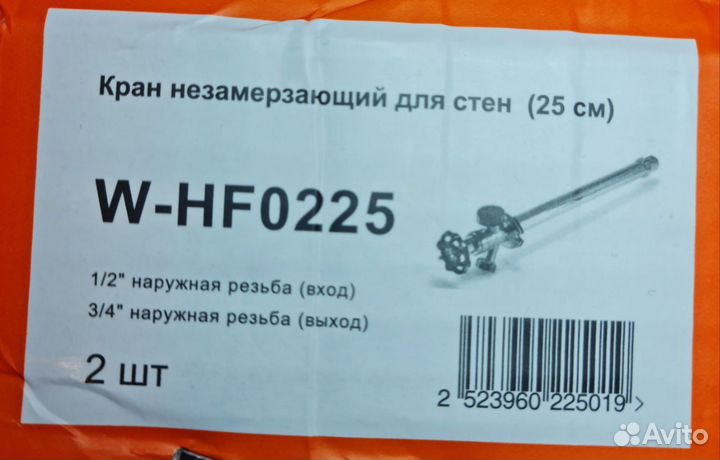 Кран незамерзающий для стен (25 см)
W-HF0225
1/2" наружная резьба (вход)
3/4" наружная резьба (выход)
2 шт
2 523960 225019 >
Avito